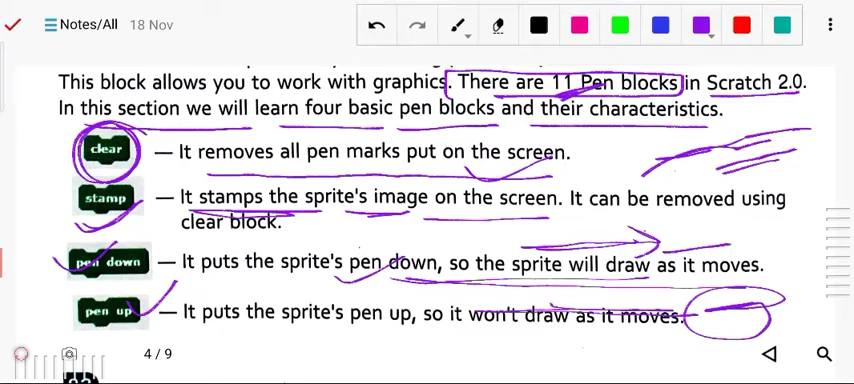 Notes/All 18 Nov
This block allows you to work with graphics. There are 11 Pen blocks in Scratch 2.0.
In this section we will learn four basic pen blocks and their characteristics.
clear — It removes all pen marks put on the screen.
stamp — It stamps the sprite's image on the screen. It can be removed using
clear block.
pen down — It puts the sprite's pen down, so the sprite will draw as it moves.
pen up — It puts the sprite's pen up, so it won't draw as it moves.
4 / 9